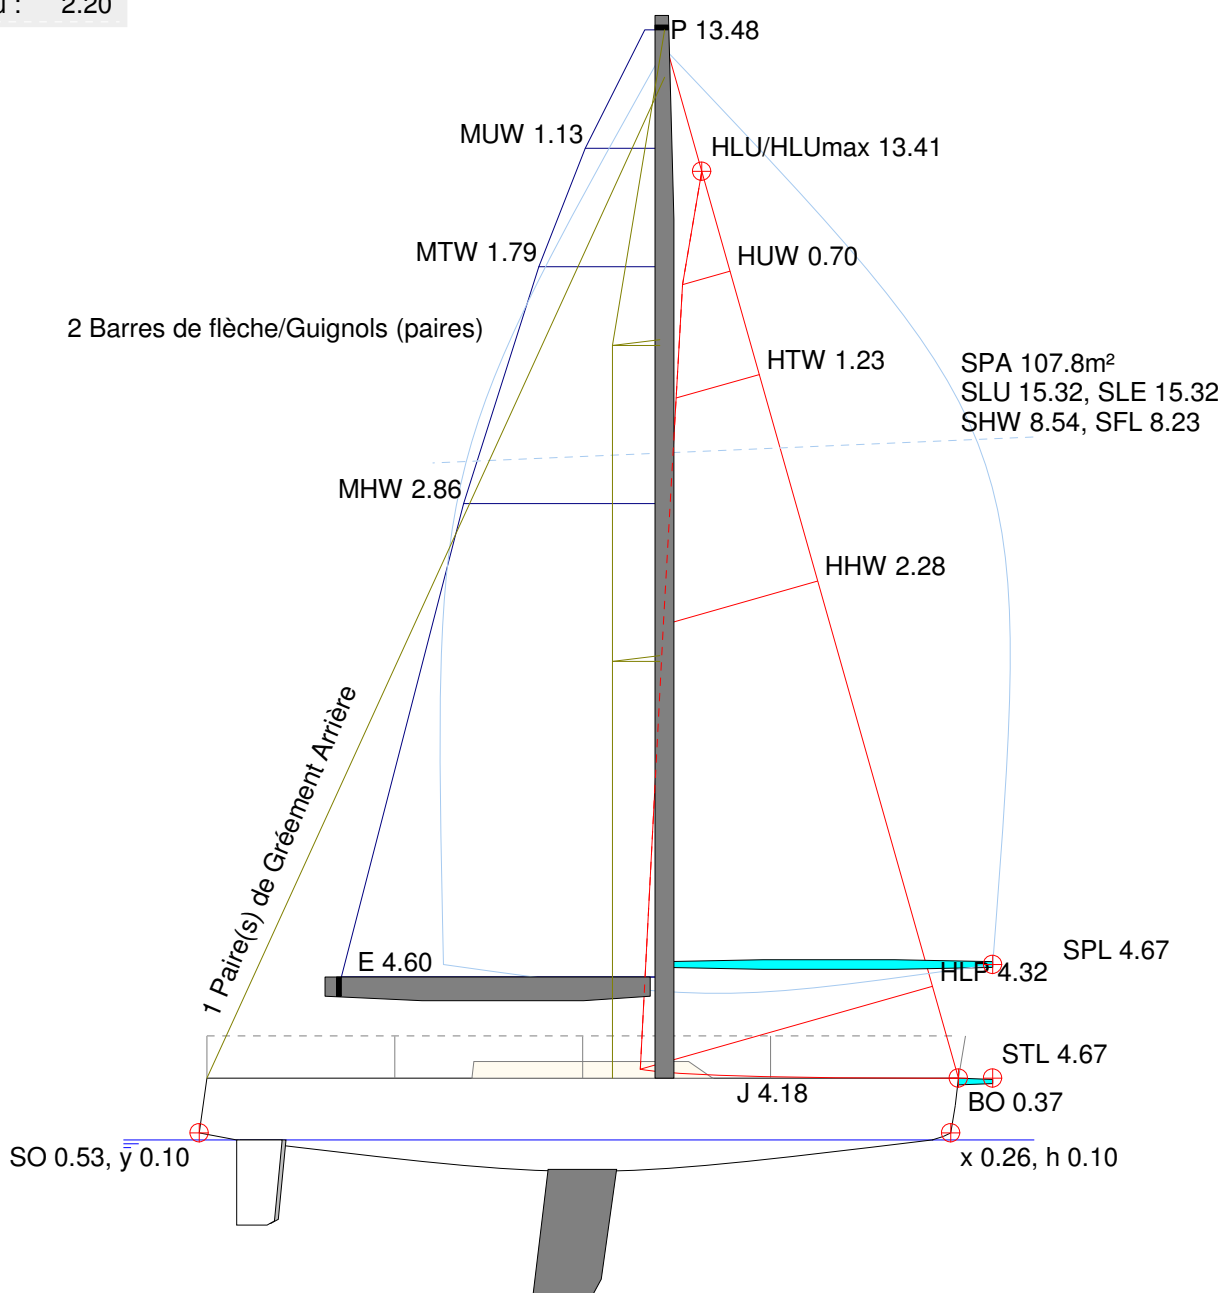 : 2.20
P 13.48
MUW 1.13
HLU/HLUmax 13.41
MTW 1.79
HUW 0.70
2 Barres de flèche/Guignols (paires)
HTW 1.23
SPA 107.8m²
SLU 15.32, SLE 15.32
SHW 8.54, SFL 8.23
MHW 2.86
HHW 2.28
1 Paire(s) de Gréement Arrière
E 4.60
SPL 4.67
HLP 4.32
STL 4.67
J 4.18
BO 0.37
SO 0.53, y 0.10
x 0.26, h 0.10